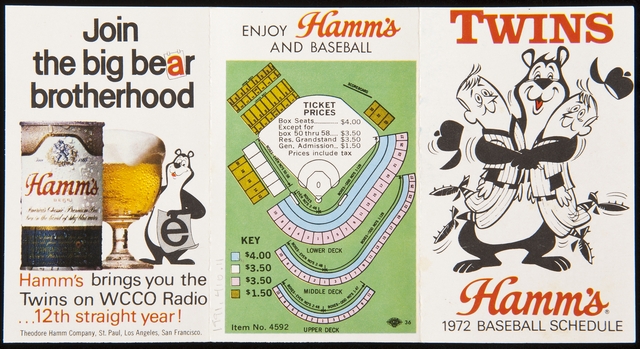 Join
the big bear
brotherhood
Hamm's
BEER
e
Hamm's brings you the
Twins on WCCO Radio
...12th straight year!
Theodore Hamm Company, St. Paul, Los Angeles, San Francisco.
ENJOY Hamm's
AND BASEBALL
SCOREBOARD
TICKET
PRICES
Box Seats........ $4.00
Except for
box 50 thru 58.... $3.50
Res. Grandstand $3.50
Gen. Admission.. $1.50
Prices include tax
KEY
$4.00
$3.50
$3.50
$1.50
LOWER DECK
MIDDLE DECK
UPPER DECK
Item No. 4592
36
TWINS
Hamm's
1972 BASEBALL SCHEDULE